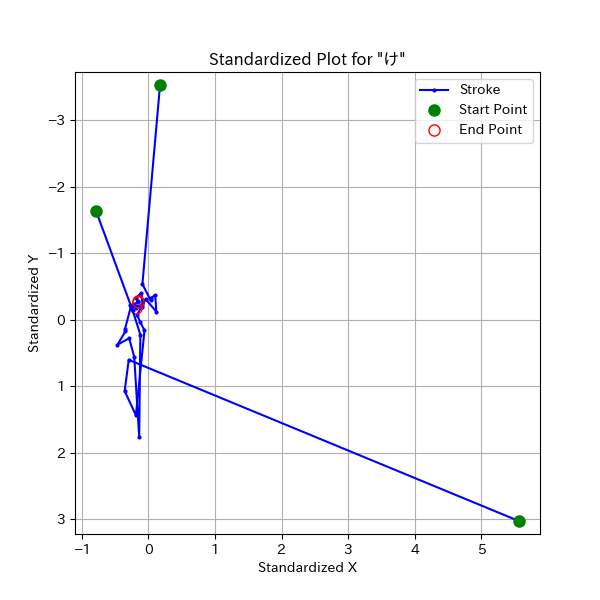 Standardized Plot for "け"
Stroke
Start Point
End Point
Standardized Y
−3
−2
−1
0
1
2
3
−1 0 1 2 3 4 5
Standardized X